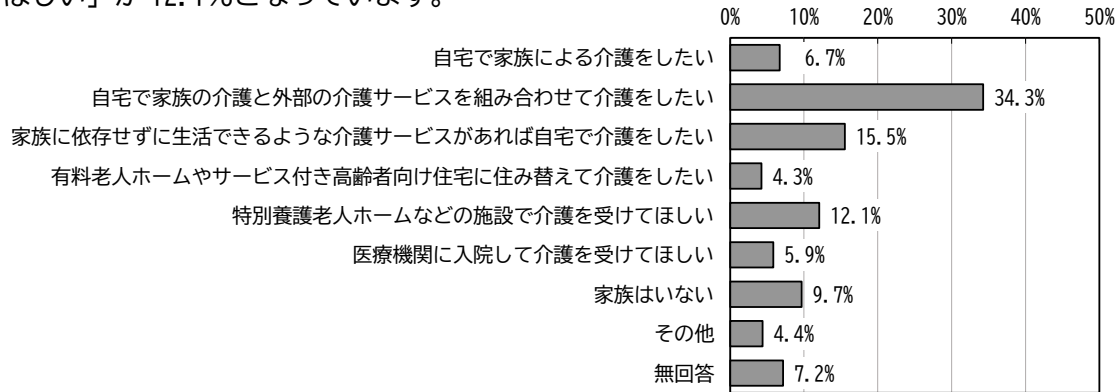 ほしい」が 12.1%となっています。
0% 10% 20% 30% 40% 50%
自宅で家族による介護をしたい 6.7%
自宅で家族の介護と外部の介護サービスを組み合わせて介護をしたい 34.3%
家族に依存せずに生活できるような介護サービスがあれば自宅で介護をしたい 15.5%
有料老人ホームやサービス付き高齢者向け住宅に住み替えて介護をしたい 4.3%
特別養護老人ホームなどの施設で介護を受けてほしい 12.1%
医療機関に入院して介護を受けてほしい 5.9%
家族はいない 9.7%
その他 4.4%
無回答 7.2%